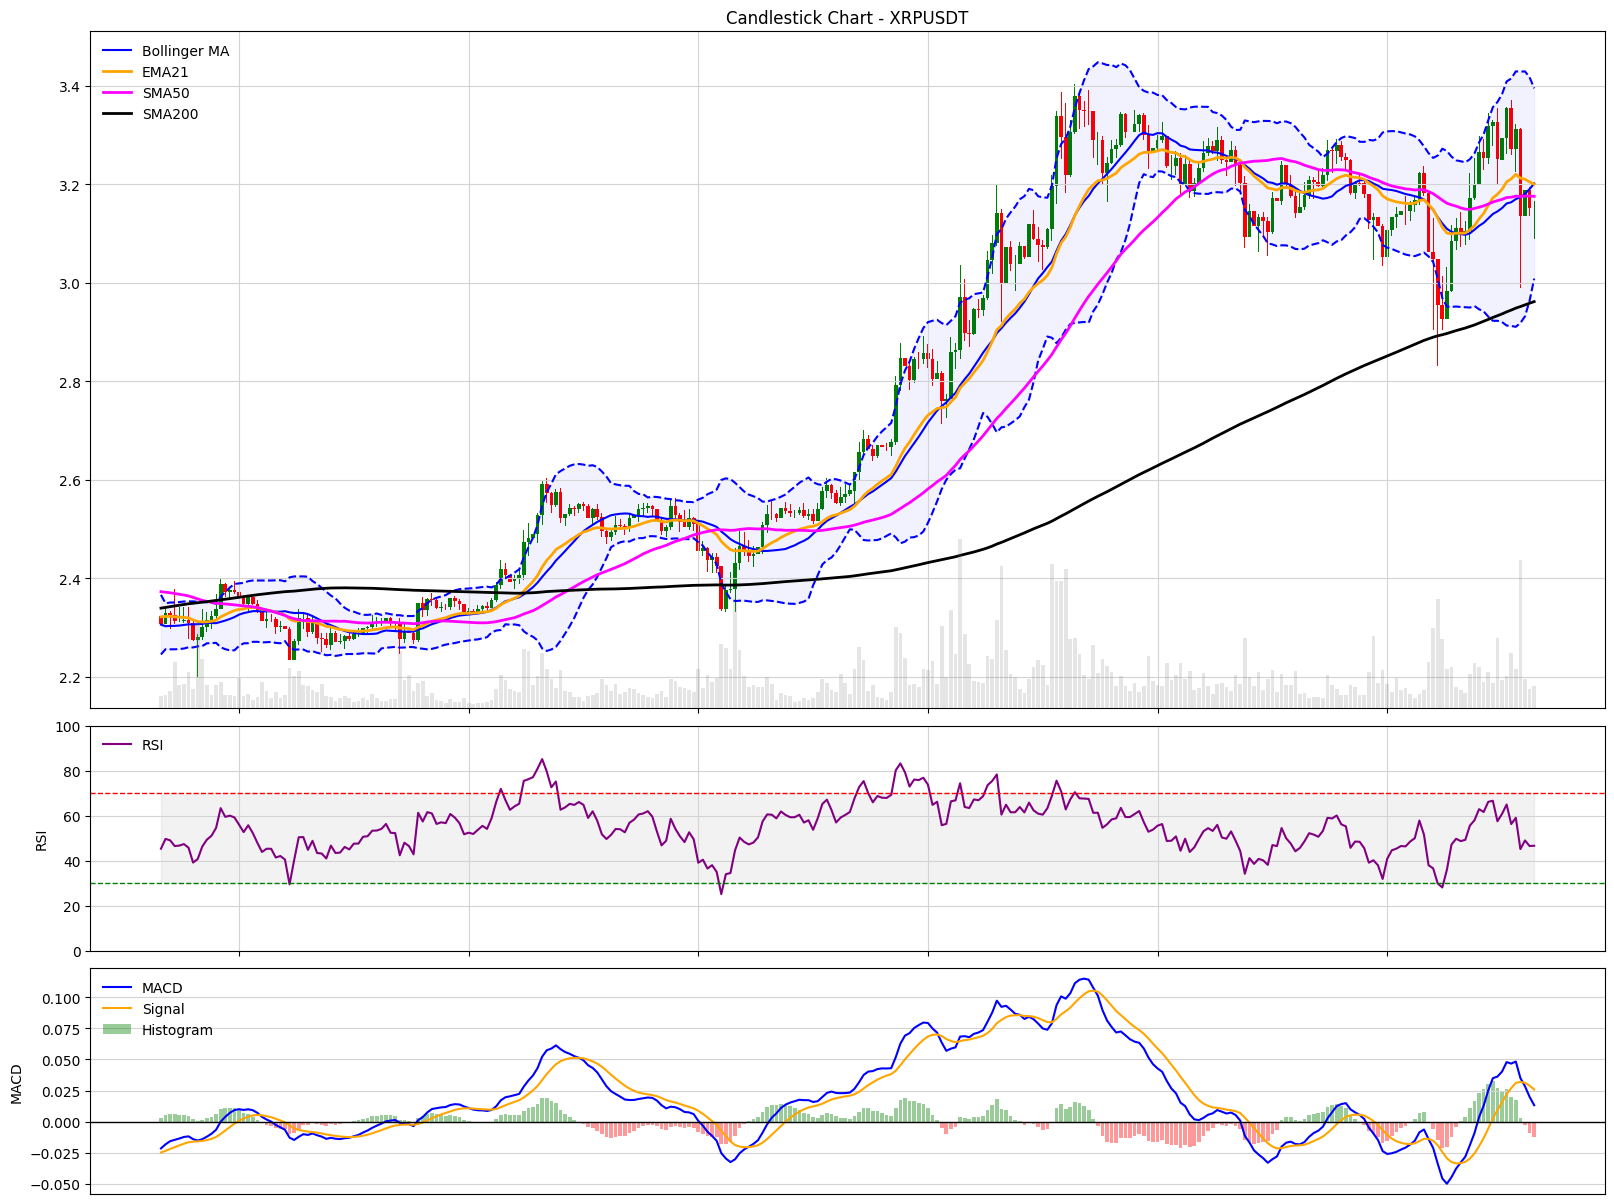 Candlestick Chart - XRPUSDT
Bollinger MA
EMA21
SMA50
SMA200
3.4
3.2
3.0
2.8
2.6
2.4
2.2
RSI
100
80
60
40
20
0
RSI
MACD
Signal
Histogram
0.100
0.075
0.050
0.025
0.000
−0.025
−0.050
MACD